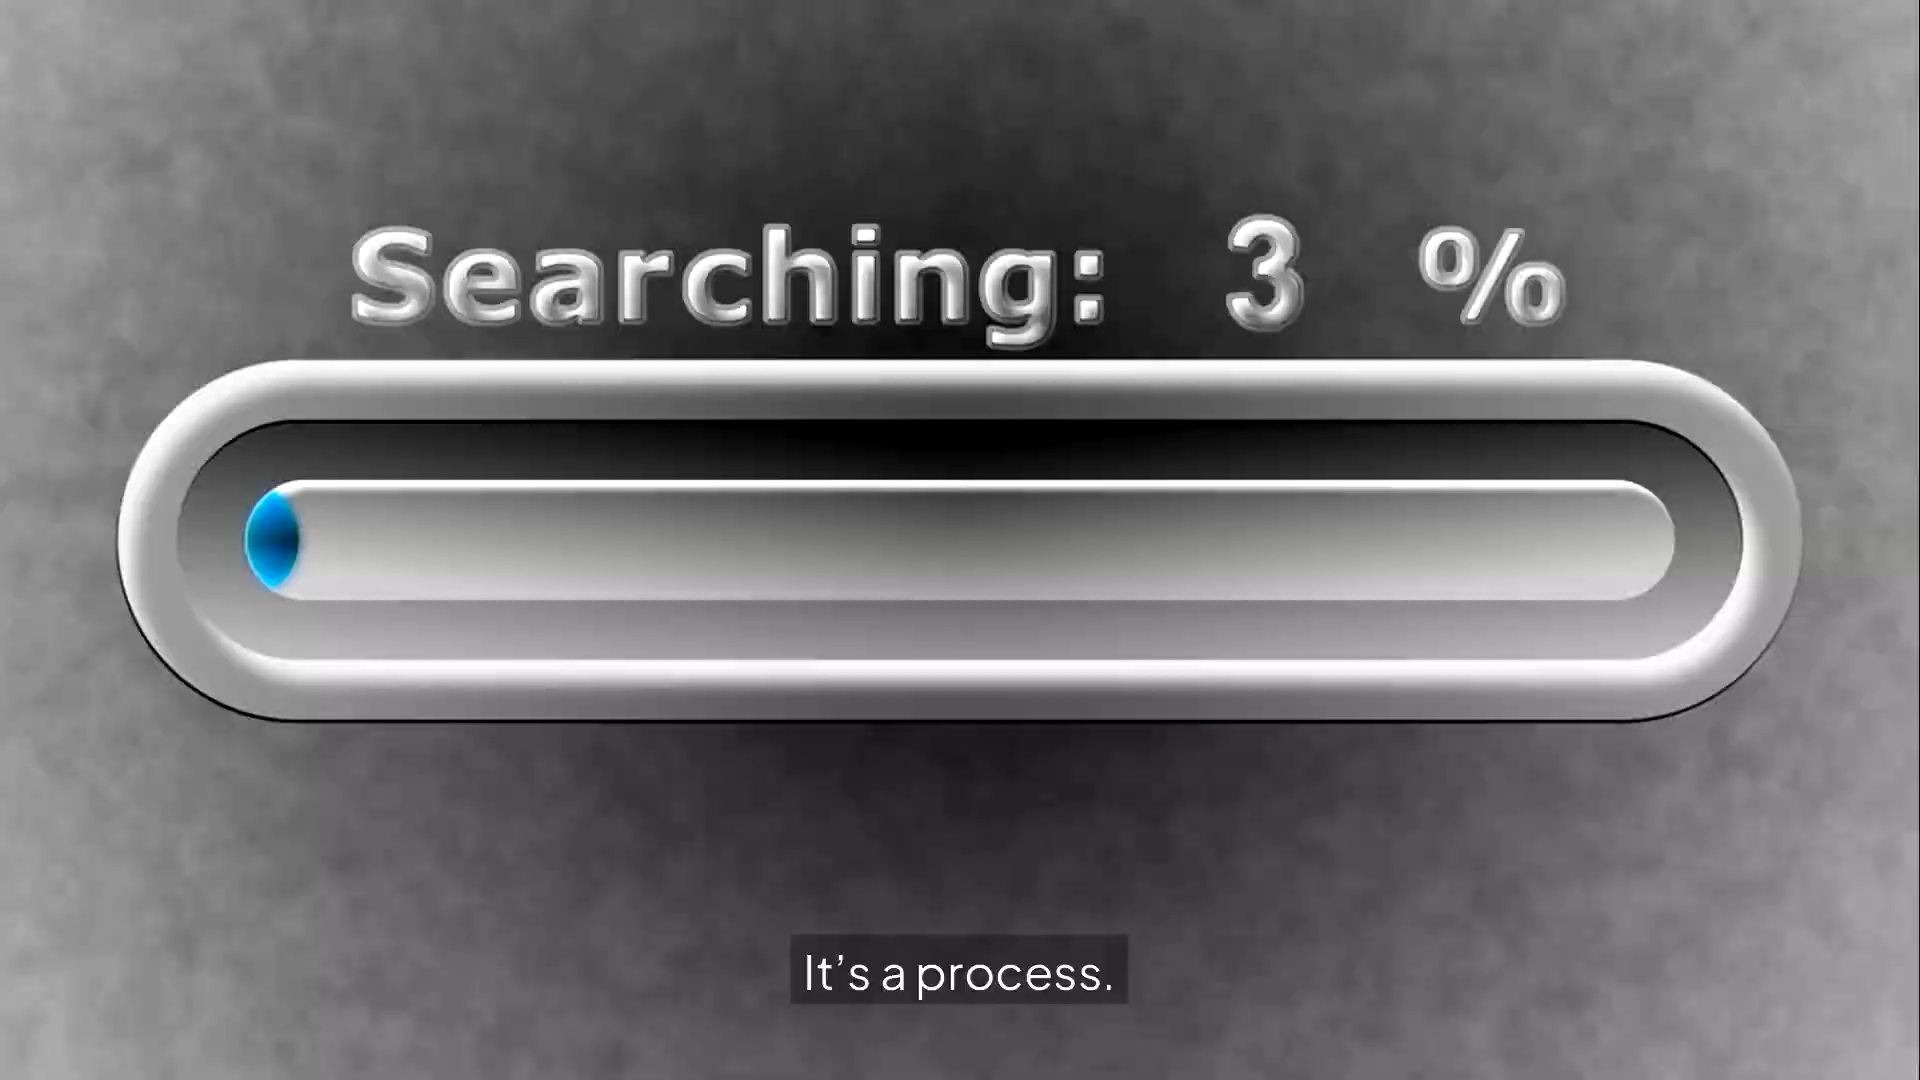 Searching: 3 %
It’s a process.